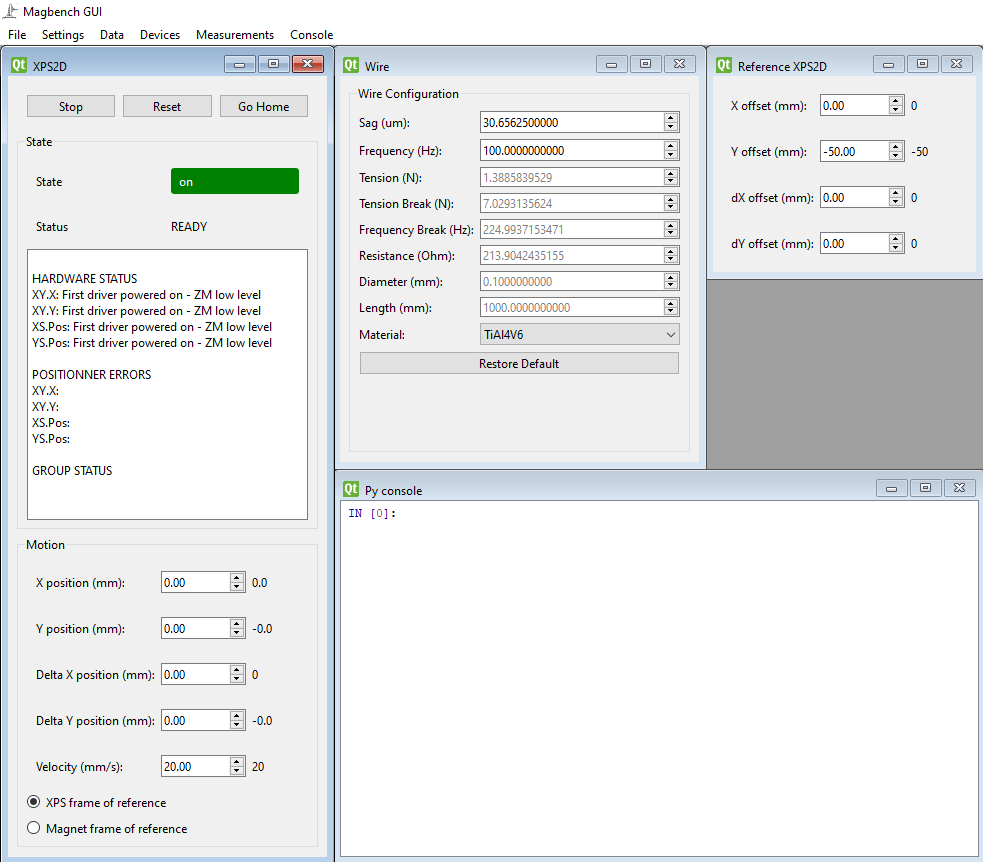 Magbench GUI
File Settings Data Devices Measurements Console
Qt XPS2D
Stop Reset Go Home
State
State on
Status READY
HARDWARE STATUS
XY.X: First driver powered on - ZM low level
XY.Y: First driver powered on - ZM low level
XS.Pos: First driver powered on - ZM low level
YS.Pos: First driver powered on - ZM low level
POSITIONNER ERRORS
XY.X:
XY.Y:
XS.Pos:
YS.Pos:
GROUP STATUS
Motion
X position (mm): 0.00 0.0
Y position (mm): 0.00 -0.0
Delta X position (mm): 0.00 0
Delta Y position (mm): 0.00 -0.0
Velocity (mm/s): 20.00 20
XPS frame of reference
Magnet frame of reference
Qt Wire
Wire Configuration
Sag (um): 30.6562500000
Frequency (Hz): 100.0000000000
Tension (N): 1.3885839529
Tension Break (N): 7.0293135624
Frequency Break (Hz): 224.9937153471
Resistance (Ohm): 213.9042435155
Diameter (mm): 0.1000000000
Length (mm): 1000.0000000000
Material: TiAl4V6
Restore Default
Qt Reference XPS2D
X offset (mm): 0.00 0
Y offset (mm): -50.00 -50
dX offset (mm): 0.00 0
dY offset (mm): 0.00 0
Qt Py console
IN [0]: